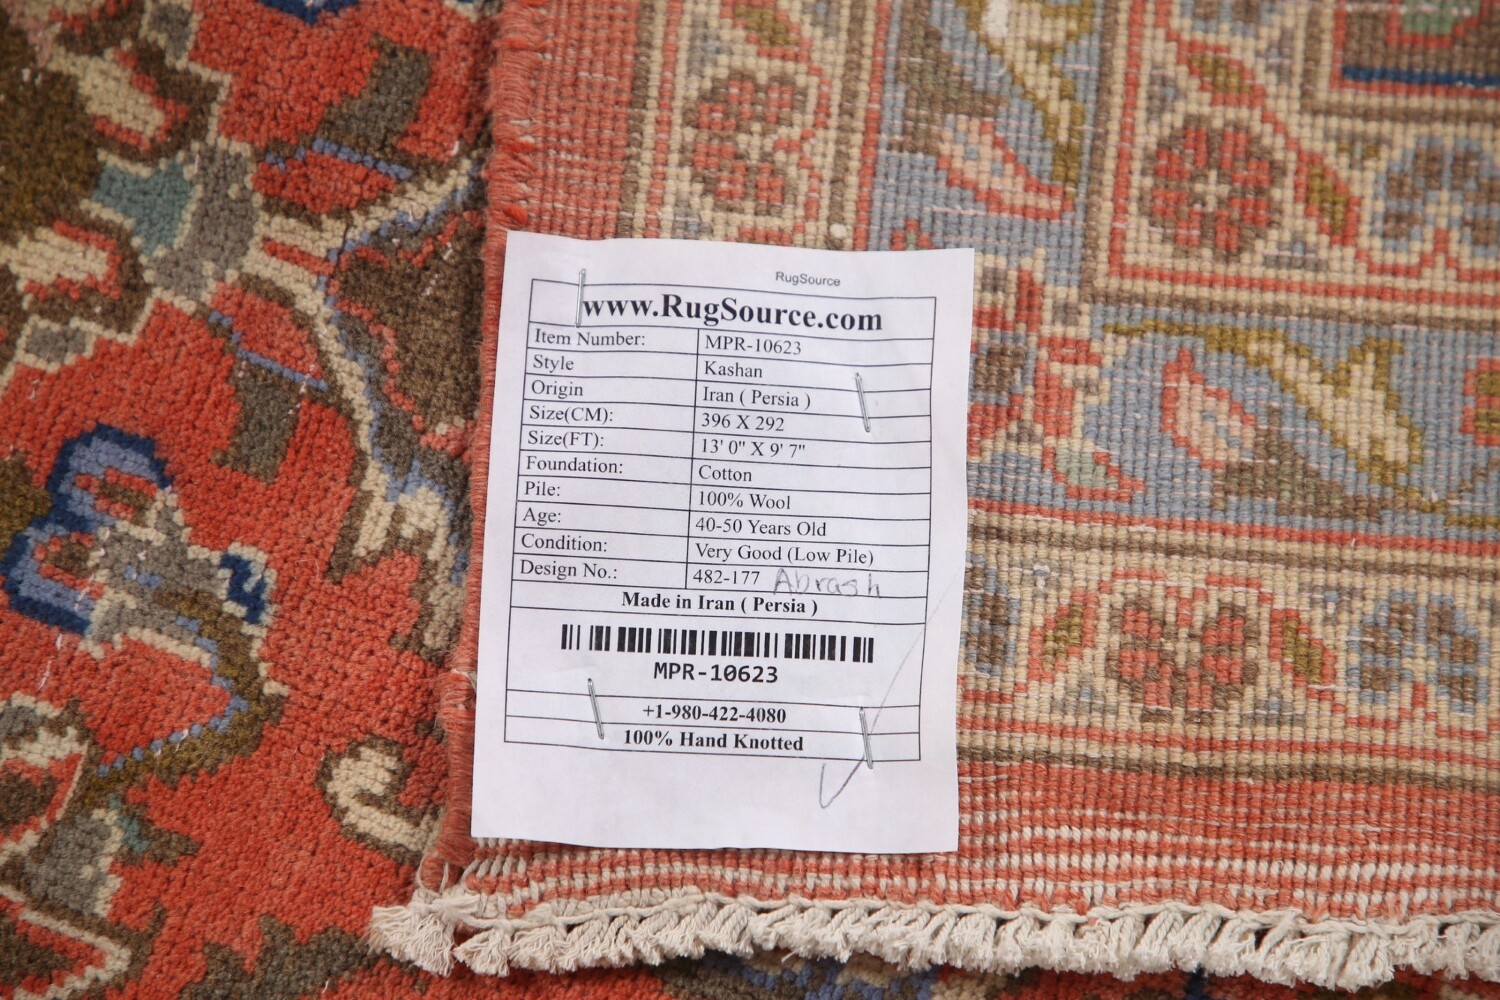 RugSource
www.RugSource.com
Item Number: MPR-10623
Style Kashan
Origin Iran ( Persia )
Size(CM): 396 X 292
Size(FT): 13' 0" X 9' 7"
Foundation: Cotton
Pile: 100% Wool
Age: 40-50 Years Old
Condition: Very Good (Low Pile)
Design No.: 482-177 Abrash
Made in Iran ( Persia )
MPR-10623
+1-980-422-4080
100% Hand Knotted